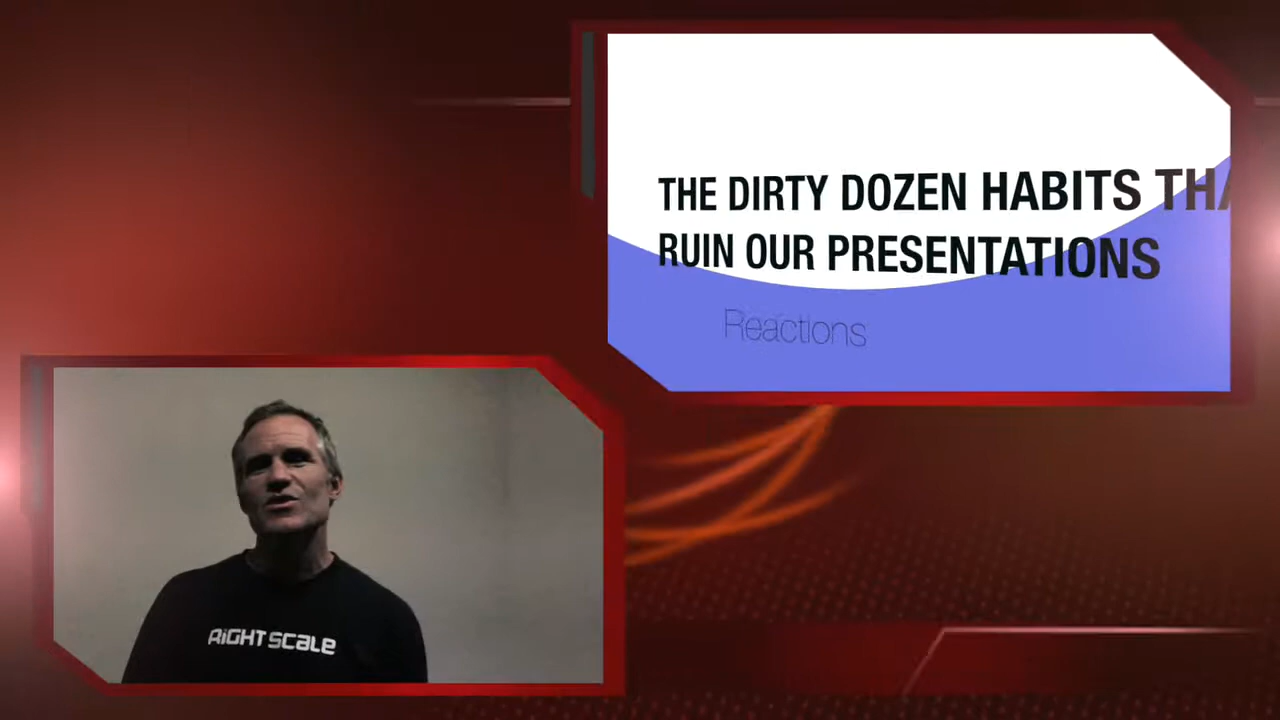 THE DIRTY DOZEN HABITS THA
RUIN OUR PRESENTATIONS
Reactions
RIGHTSCALE